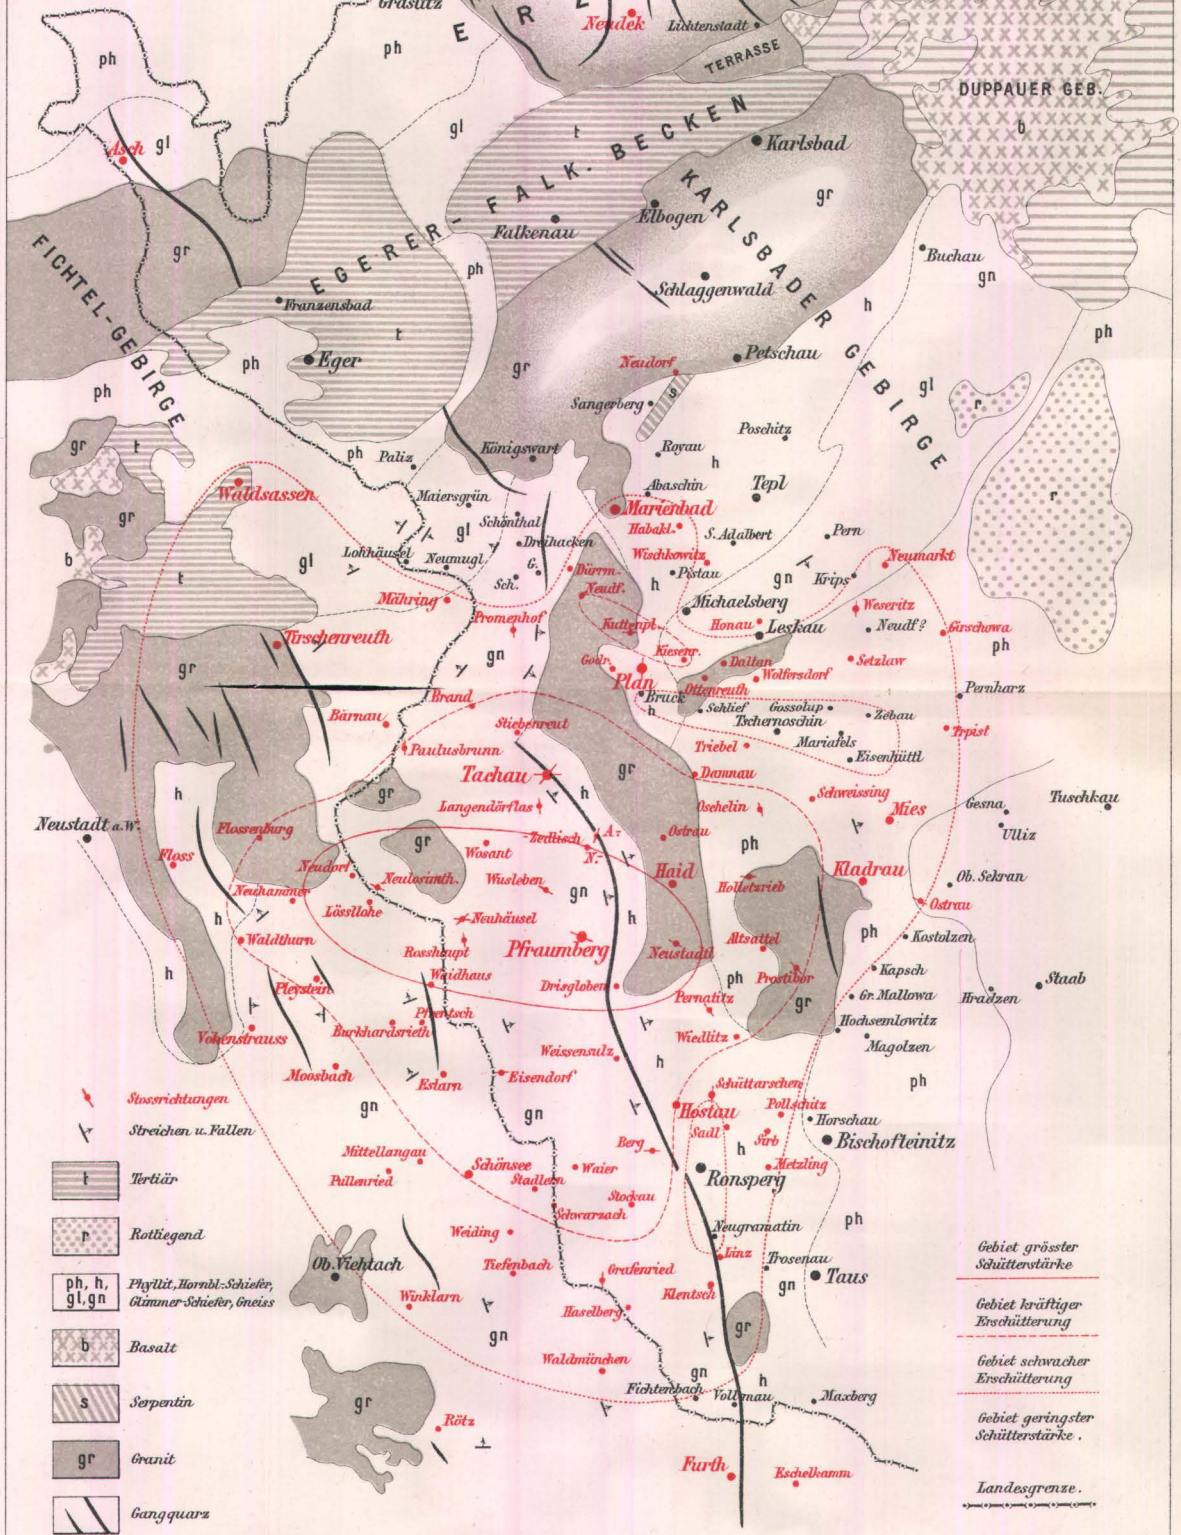 Graslitz
E R Z
Neudek
Lichtenstadt
TERRASSE
DUPPAUER GEB.
ph
ph
gl
gl
t
b
Asch
EGERER-FALK. BECKEN
Karlsbad
KARLSBADER GEBIRGE
gr
Elbogen
Falkenau
FICHTEL-GEBIRGE
gr
ph
Buchau
gn
Schlaggenwald
Franzensbad
h
t
ph
Eger
ph
gr
Petschau
Neudorf
s
Sangerberg
gl
r
ph
gr
t
ph
Paliz
Königswart
Royau
h
Poschitz
Waldsassen
Maiersgrün
Abaschin
Tepl
r
Marienbad
gr
Schönthal
gl
Habakl.
S. Adalbert
Pern
Dreihacken
b
gl
Neumugl
Wischkowitz
Neumarkt
t
G.
Sch.
Dürrm.
h
Pistau
gn
Krips
Mähring
Neudf.
Michaelsberg
Weseritz
Promenhof
Kuttenpl.
Honau
Leskau
Neudf?
Girschowa
Tirschenreuth
gn
Kiesenr.
ph
gr
Godr.
Plan
Daltan
Setzlaw
Wolfersdorf
Ottenreuth
Brand
Bruck
Pernharz
h
Schlief
Gossolup
Zebau
Bärnau
Stiebenreut
Tschernoschin
Mariafels
Trpist
Paulusbrunn
Triebel
Eisenhüttl
Tachau
gr
Damnau
h
gr
h
Langendörflas
Oschelin
Schweissing
Mies
Gesna
Tuschkau
Neustadt a.W.
Ulliz
Flossenburg
gr
Zedlisch
A.
N.
Ostrau
ph
Floss
Neudorf
Wosant
Haid
Kladrau
Neulosimth.
Wusleben
gn
Holletzrieb
Ob. Sekran
Neuhammer
Lösslohe
Ostrau
h
Neuhäusel
h
Waldthurn
Rosshaupt
Pfraumberg
Neustadtl
Altsattel
ph
Kostolzen
h
Waidhaus
ph
Prostibor
Kapsch
Staab
Pleystein
Drisgloben
Pernatitz
gr
Gr. Mallowa
Hradzen
Pfrentsch
Vohenstrauss
Burkhardsrieth
Wiedlitz
Hochsemlowitz
Weissensulz
h
Magolzen
Moosbach
Eslarn
Eisendorf
ph
Schüttarschen
Stossrichtungen
gn
gn
Hostau
Pollschitz
Horschau
Streichen u. Fallen
Sadl
Sirb
Bischofteinitz
Berg
h
Mittellangau
Schönsee
Waier
Metzling
t
Tertiär
Pullenried
Stadlern
Ronsperg
Stockau
Schwarzach
ph
r
Rotliegend
Weiding
Neugramatin
Linz
Ob. Viehtach
Tiefenbach
Grafenried
Trosenau
Taus
ph, h,
gl, gn
Phyllit, Hornbl-Schiefer,
Glimmer-Schiefer, Gneiss
Winklarn
Klentsch
gn
Haselberg
gn
gr
b
Basalt
Waldmünchen
gn
h
Fichtenbach
Vollmau
Maxberg
s
Serpentin
gr
Rötz
gr
Granit
Furth
Eschelkamm
Gangquarz
Gebiet grösster
Schütterstärke
Gebiet kräftiger
Erschütterung
Gebiet schwacher
Erschütterung
Gebiet geringster
Schütterstärke.
Landesgrenze.